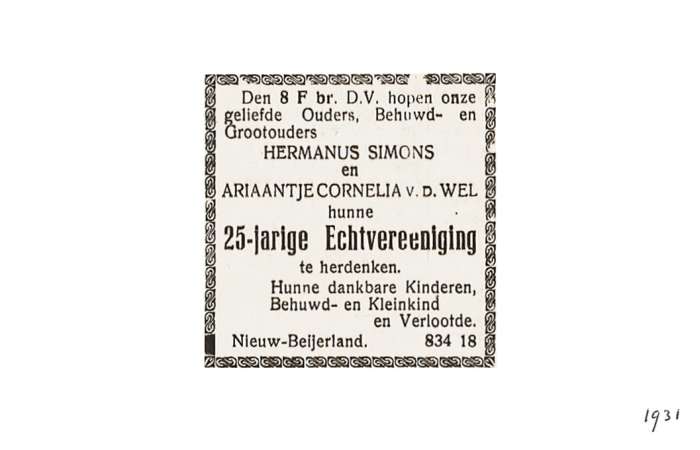 Den 8 F br. D.V. hopen onze
geliefde Ouders, Behuwd- en
Grootouders
HERMANUS SIMONS
en
ARIAANTJE CORNELIA v. D. WEL
hunne
25-jarige Echtvereeniging
te herdenken.
Hunne dankbare Kinderen,
Behuwd- en Kleinkind
en Verlootde.
Nieuw-Beijerland. 834 18
1931